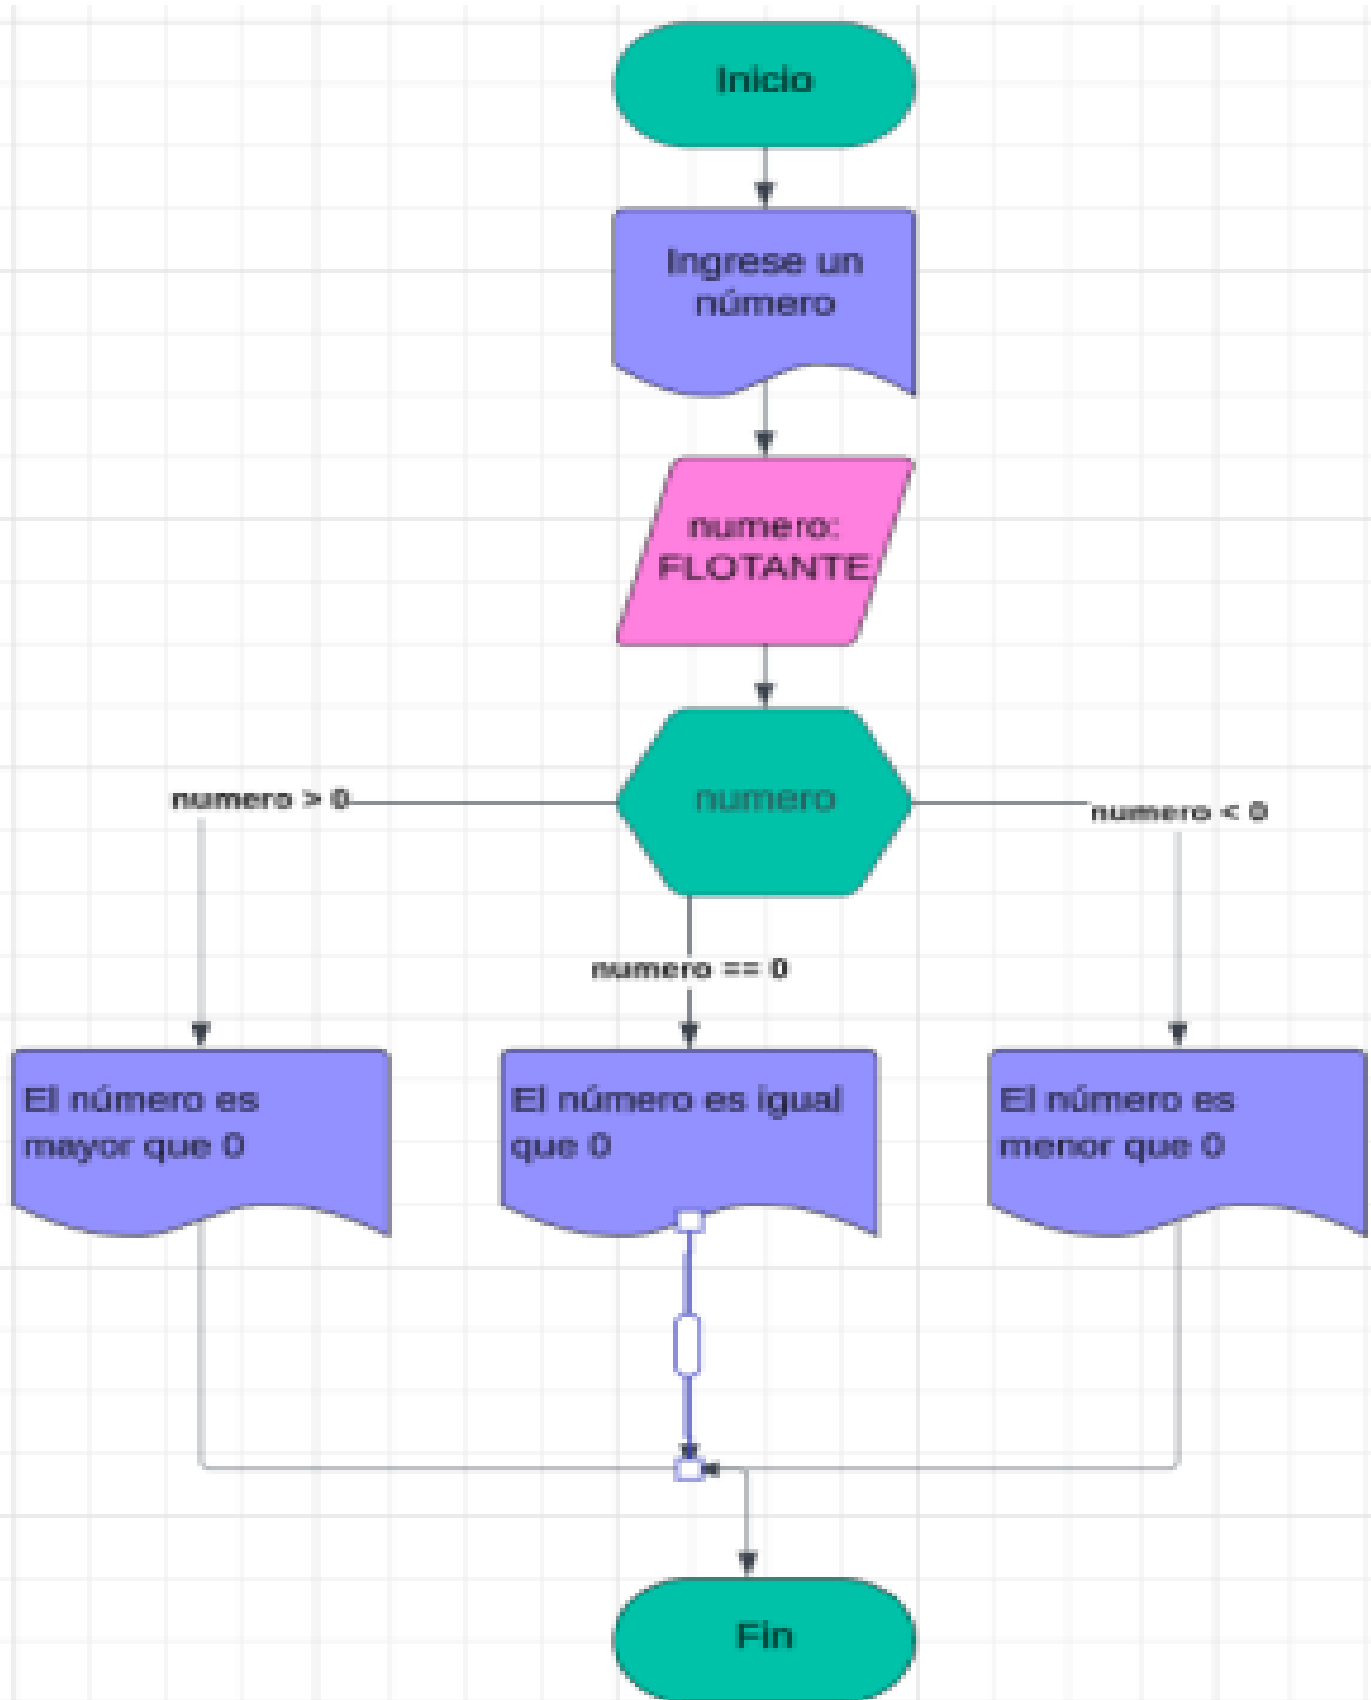 Inicio
Ingrese un
número
numero:
FLOTANTE
numero
numero > 0
numero < 0
numero == 0
El número es
mayor que 0
El número es igual
que 0
El número es
menor que 0
Fin